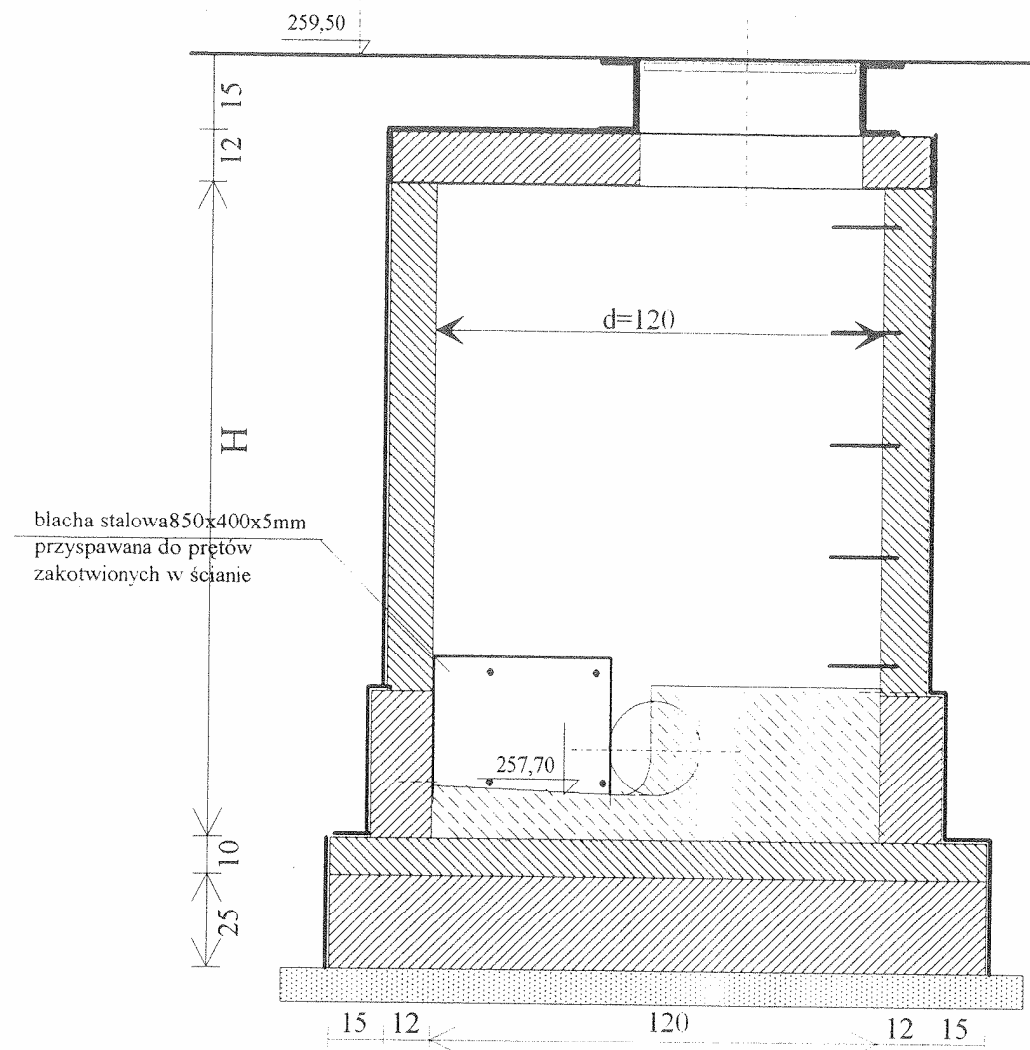 259,50
15
12
d=120
H
blacha stalowa850x400x5mm
przyspawana do prętów
zakotwionych w ścianie
257,70
10
25
15 12 120 12 15